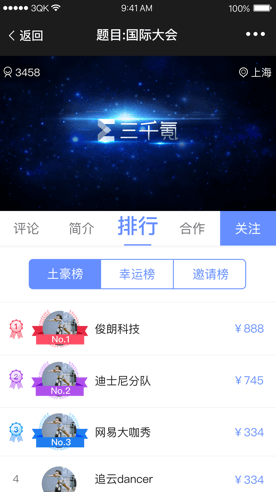 3QK 9:41 AM 100%
返回 题目:国际大会
3458 上海
三千氪
评论 简介 排行 合作 关注
土豪榜 幸运榜 邀请榜
1 No.1 俊朗科技 ￥888
2 No.2 迪士尼分队 ￥745
3 No.3 网易大咖秀 ￥334
4 追云dancer ￥334